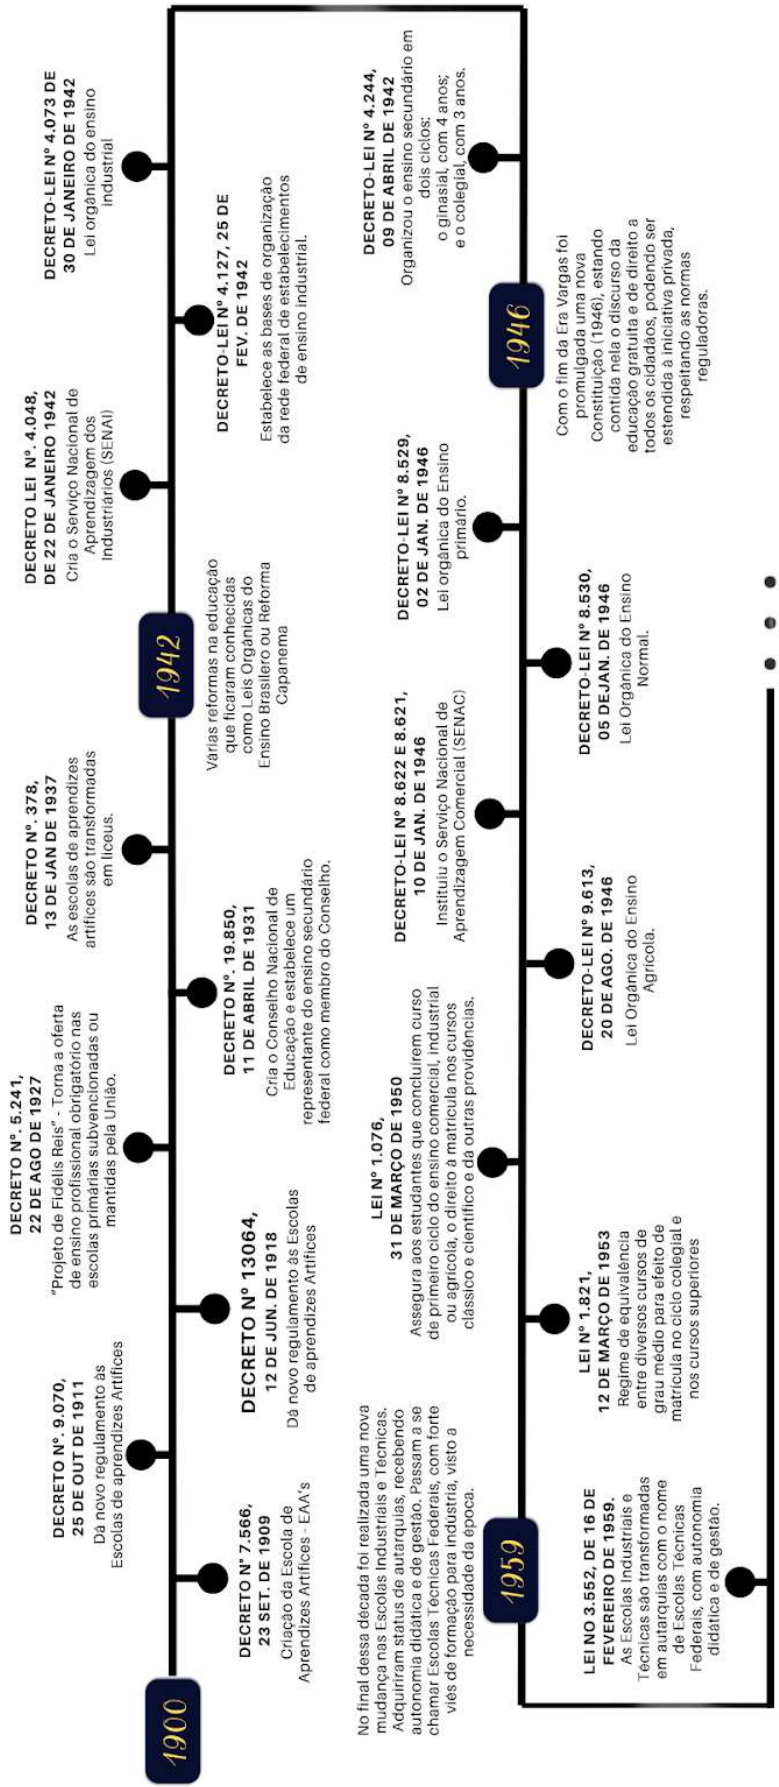 1900
DECRETO N° 7.566,
23 SET. DE 1909
Criação da Escola de
Aprendizes Artífices - EAA's
DECRETO Nº. 9.070,
25 DE OUT DE 1911
Dá novo regulamento às
Escolas de aprendizes Artífices
DECRETO Nº 13064,
12 DE JUN. DE 1918
Dá novo regulamento às Escolas
de aprendizes Artífices
DECRETO Nº. 5.241,
22 DE AGO DE 1927
"Projeto de Fidélis Reis" - Torna a oferta
de ensino profissional obrigatório nas
escolas primárias subvencionadas ou
mantidas pela União.
DECRETO Nº. 19.850,
11 DE ABRIL DE 1931
Cria o Conselho Nacional de
Educação e estabelece um
representante do ensino secundário
federal como membro do Conselho.
DECRETO Nº. 378,
13 DE JAN DE 1937
As escolas de aprendizes
artífices são transformadas
em liceus.
1942
Varias reformas na educação
que ficaram conhecidas
como Leis Orgânicas do
Ensino Brasilero ou Reforma
Capanema
DECRETO LEI Nº. 4.048,
DE 22 DE JANEIRO 1942
Cria o Serviço Nacional de
Aprendizagem dos
Industriários (SENAI)
DECRETO-LEI Nº 4.127, 25 DE
FEV. DE 1942
Estabelece as bases de organização
da rede federal de estabelecimentos
de ensino industrial.
DECRETO-LEI Nº 4.073 DE
30 DE JANEIRO DE 1942
Lei orgânica do ensino
industrial
DECRETO-LEI Nº 4.244,
09 DE ABRIL DE 1942
Organizou o ensino secundário em
dois ciclos:
o ginasial, com 4 anos;
e o colegial, com 3 anos.
1946
Com o fim da Era Vargas foi
promulgada uma nova
Constituição (1946), estando
contida nela o discurso da
educação gratuita e de direito a
todos os cidadãos, podendo ser
estendida à iniciativa privada,
respeitando as normas
reguladoras.
DECRETO-LEI Nº 8.529,
02 DE JAN. DE 1946
Lei orgânica do Ensino
primário.
DECRETO-LEI Nº 8.530,
05 DEJAN. DE 1946
Lei Orgânica do Ensino
Normal.
DECRETO-LEI Nº 8.622 E 8.621,
10 DE JAN. DE 1946
Instituiu o Serviço Nacional de
Aprendizagem Comercial (SENAC)
DECRETO-LEI Nº 9.613,
20 DE AGO. DE 1946
Lei Orgânica do Ensino
Agrícola.
LEI Nº 1.076,
31 DE MARÇO DE 1950
Assegura aos estudantes que concluirem curso
de primeiro ciclo do ensino comercial, industrial
ou agrícola, o direito à matrícula nos cursos
clássico e científico e dá outras providências.
LEI Nº 1.821,
12 DE MARÇO DE 1953
Regime de equivalência
entre diversos cursos de
grau médio para efeito de
matrícula no ciclo colegial e
nos cursos superiores
1959
No final dessa década foi realizada uma nova
mudança nas Escolas Industriais e Técnicas.
Adquiriram status de autarquias, recebendo
autonomia didática e de gestão. Passam a se
chamar Escolas Técnicas Federais, com forte
viés de formação para industria, visto a
necessidade da época.
LEI NO 3.552, DE 16 DE
FEVEREIRO DE 1959.
As Escolas Industriais e
Técnicas são transformadas
em autarquias com o nome
de Escolas Técnicas
Federais, com autonomia
didática e de gestão.